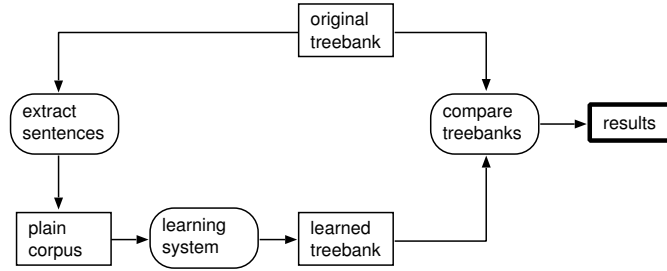 original
treebank
extract
sentences
compare
treebanks
results
plain
corpus
learning
system
learned
treebank